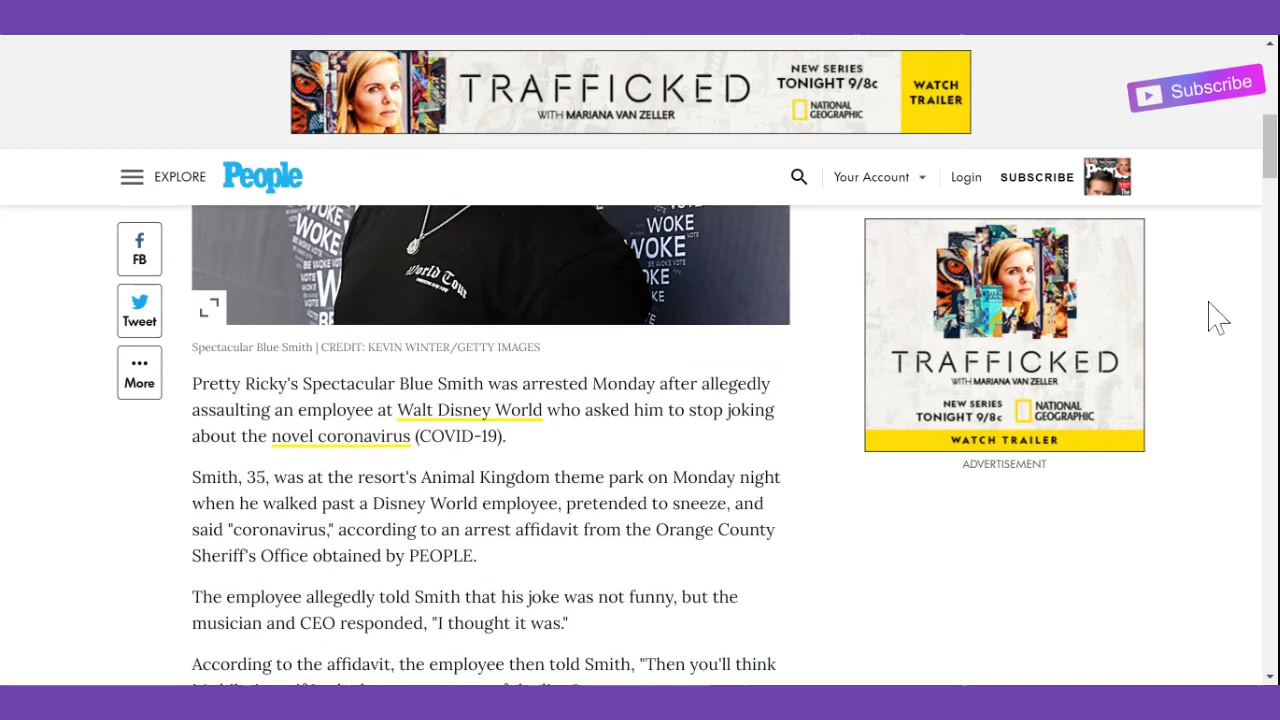 TRAFFICKED
WITH MARIANA VAN ZELLER
NEW SERIES
TONIGHT 9/8c
NATIONAL
GEOGRAPHIC
WATCH
TRAILER
Subscribe
EXPLORE
People
Your Account
Login
SUBSCRIBE
FB
Tweet
More
WOKE
WOKE
WOKE
BE WOKE VOTE
World Tour
Spectacular Blue Smith | CREDIT: KEVIN WINTER/GETTY IMAGES
Pretty Ricky's Spectacular Blue Smith was arrested Monday after allegedly
assaulting an employee at Walt Disney World who asked him to stop joking
about the novel coronavirus (COVID-19).
Smith, 35, was at the resort's Animal Kingdom theme park on Monday night
when he walked past a Disney World employee, pretended to sneeze, and
said "coronavirus," according to an arrest affidavit from the Orange County
Sheriff's Office obtained by PEOPLE.
The employee allegedly told Smith that his joke was not funny, but the
musician and CEO responded, "I thought it was."
According to the affidavit, the employee then told Smith, "Then you'll think
TRAFFICKED
WITH MARIANA VAN ZELLER
NEW SERIES
TONIGHT 9/8c
NATIONAL
GEOGRAPHIC
WATCH TRAILER
ADVERTISEMENT